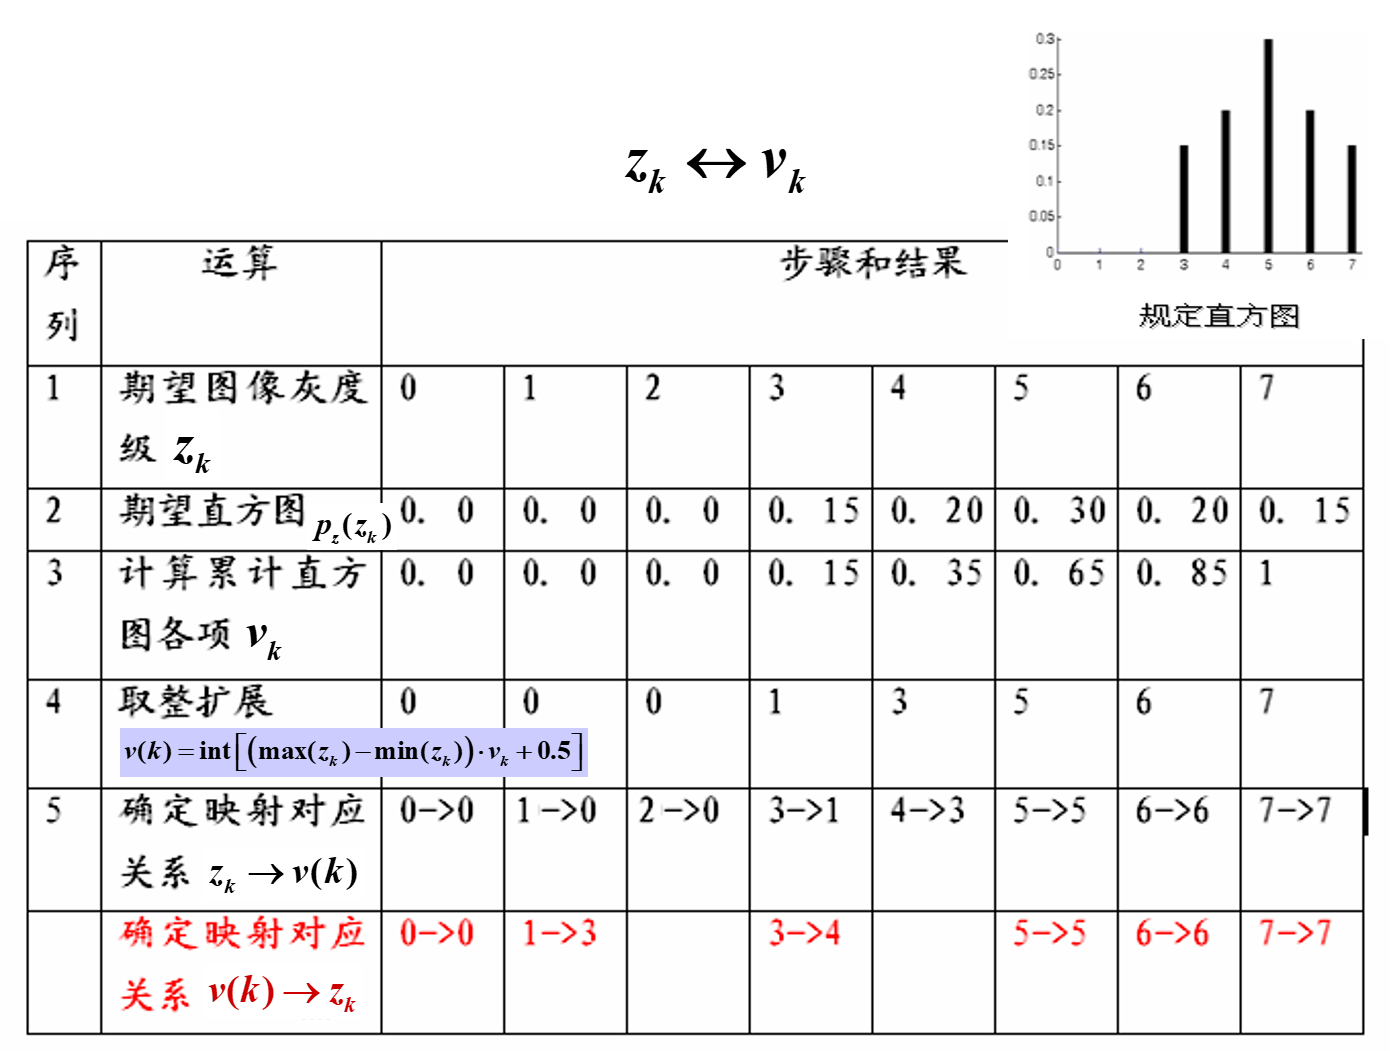 0.3
0.25
0.2
0.15
0.1
0.05
0
0 1 2 3 4 5 6 7
规定直方图
z_k ↔ v_k
序列 运算 步骤和结果
1 期望图像灰度级 z_k 0 1 2 3 4 5 6 7
2 期望直方图 p_z(z_k) 0. 0 0. 0 0. 0 0. 15 0. 20 0. 30 0. 20 0. 15
3 计算累计直方图各项 v_k 0. 0 0. 0 0. 0 0. 15 0. 35 0. 65 0. 85 1
4 取整扩展 0 0 0 1 3 5 6 7
v(k) = int[(max(z_k) − min(z_k)) · v_k + 0.5]
5 确定映射对应关系 z_k → v(k) 0->0 1->0 2->0 3->1 4->3 5->5 6->6 7->7
确定映射对应关系 v(k) → z_k 0->0 1->3 3->4 5->5 6->6 7->7